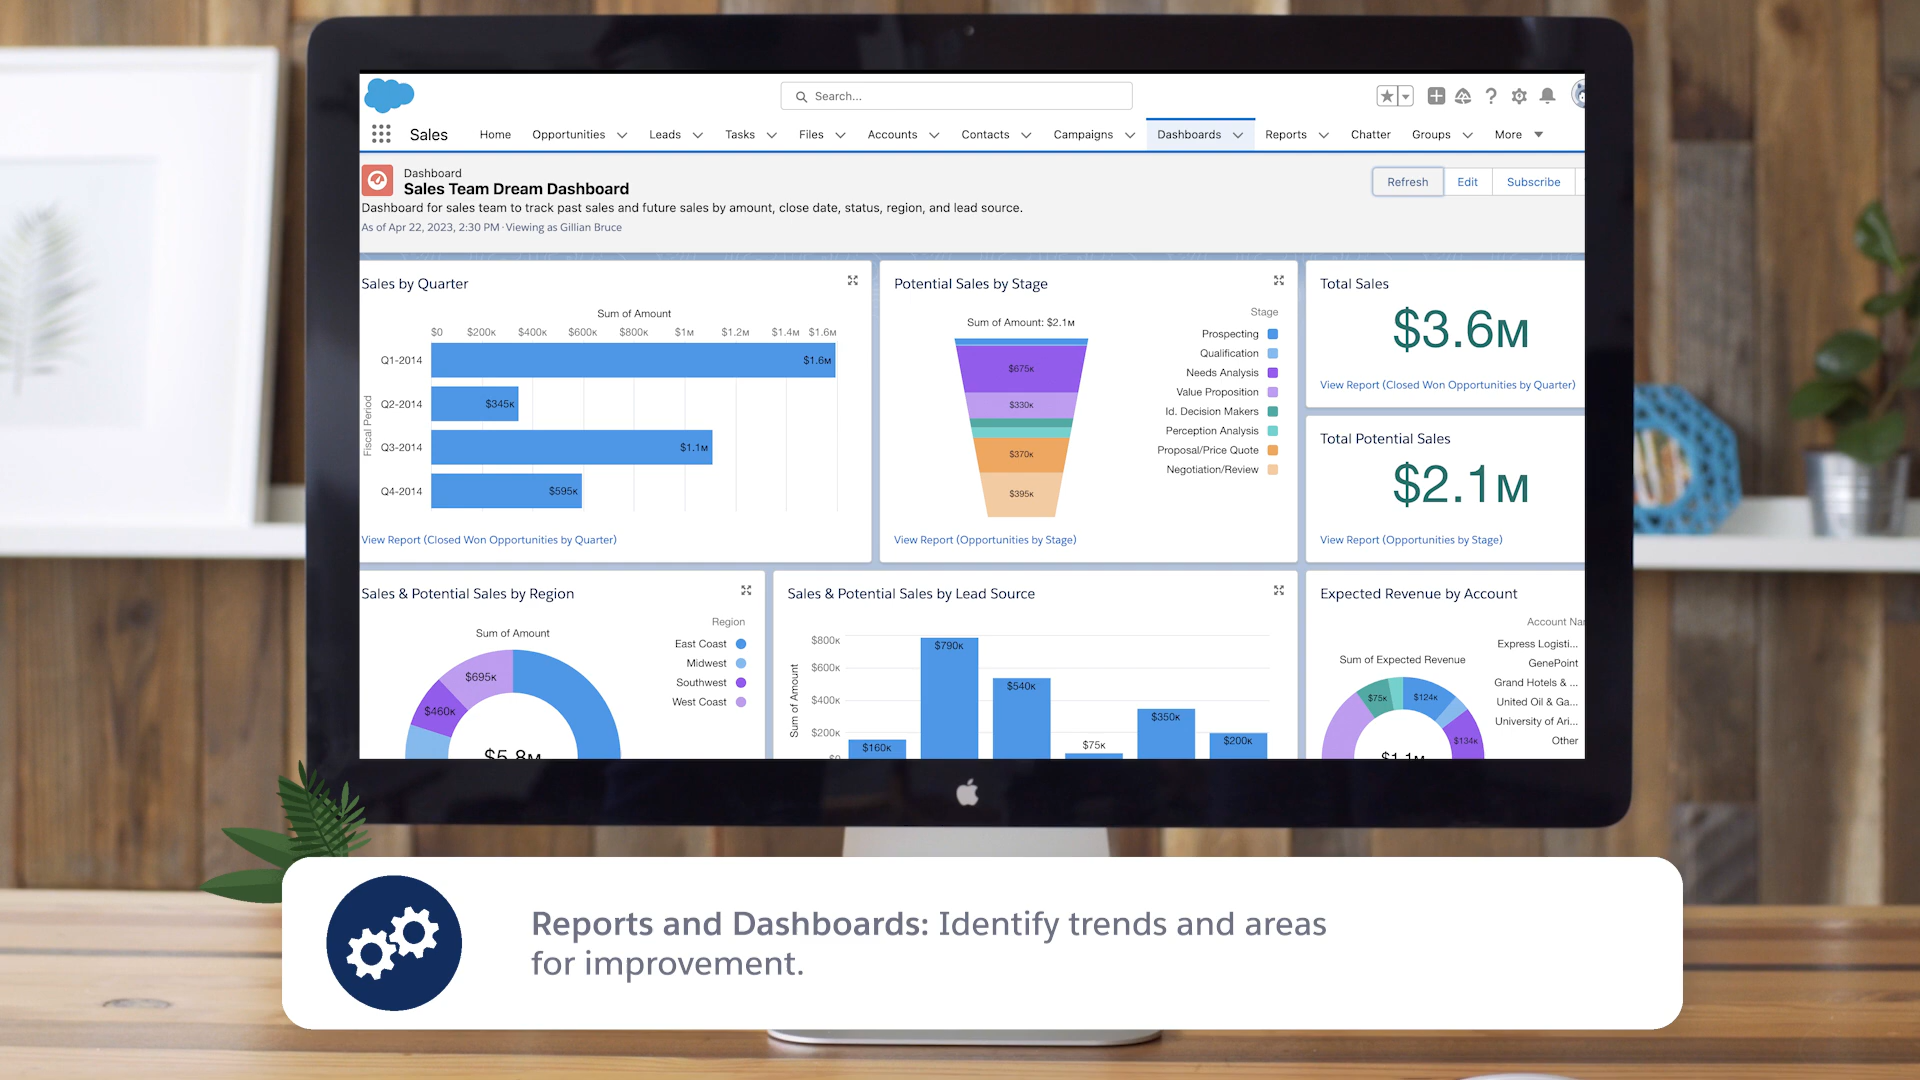 Search...
Sales
Home
Opportunities
Leads
Tasks
Files
Accounts
Contacts
Campaigns
Dashboards
Reports
Chatter
Groups
More
Dashboard
Sales Team Dream Dashboard
Dashboard for sales team to track past sales and future sales by amount, close date, status, region, and lead source.
As of Apr 22, 2023, 2:30 PM · Viewing as Gillian Bruce
Refresh
Edit
Subscribe
Sales by Quarter
Sum of Amount
$0 $200K $400K $600K $800K $1M $1.2M $1.4M $1.6M
Fiscal Period
Q1-2014 $1.6M
Q2-2014 $345K
Q3-2014 $1.1M
Q4-2014 $595K
View Report (Closed Won Opportunities by Quarter)
Potential Sales by Stage
Sum of Amount: $2.1M
$675K
$330K
$370K
$395K
Stage
Prospecting
Qualification
Needs Analysis
Value Proposition
Id. Decision Makers
Perception Analysis
Proposal/Price Quote
Negotiation/Review
View Report (Opportunities by Stage)
Total Sales
$3.6M
View Report (Closed Won Opportunities by Quarter)
Total Potential Sales
$2.1M
View Report (Opportunities by Stage)
Sales & Potential Sales by Region
Sum of Amount
$695K
$460K
$5.8M
Region
East Coast
Midwest
Southwest
West Coast
Sales & Potential Sales by Lead Source
Sum of Amount
$800K
$600K
$400K
$200K
$0
$160K
$790K
$540K
$75K
$350K
$200K
Expected Revenue by Account
Sum of Expected Revenue
$75K
$124K
$134K
$1.1M
Account Nar
Express Logisti...
GenePoint
Grand Hotels & ...
United Oil & Ga...
University of Ari...
Other
Reports and Dashboards: Identify trends and areas
for improvement.